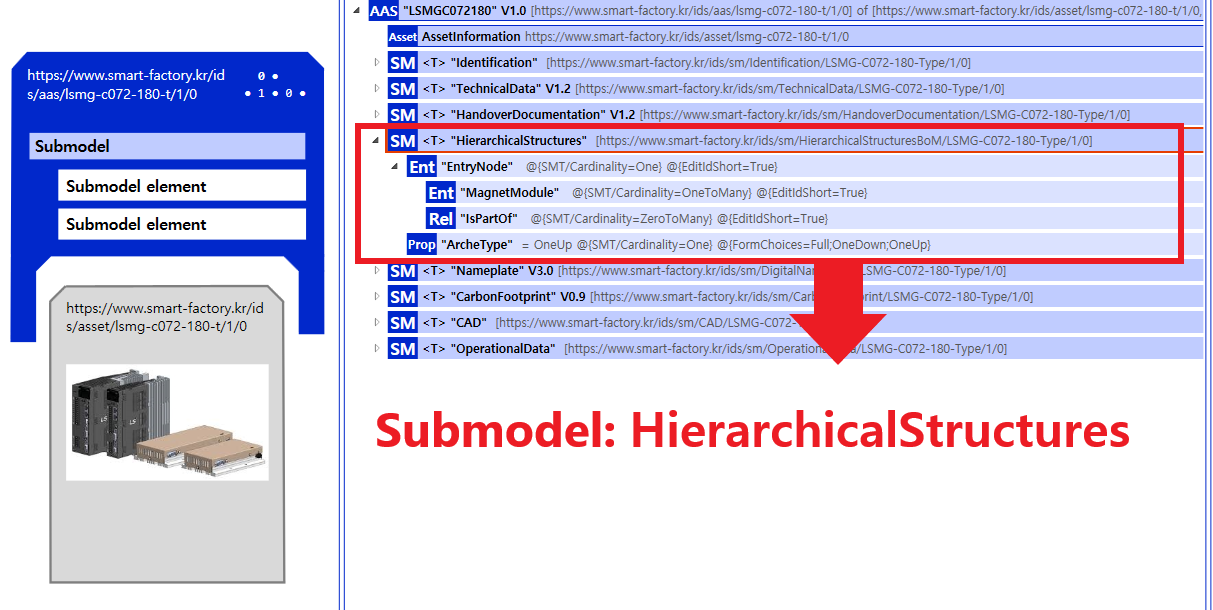 https://www.smart-factory.kr/id
s/aas/lsmg-c072-180-t/1/0
0 •
• 1 • 0 •
Submodel
Submodel element
Submodel element
https://www.smart-factory.kr/id
s/asset/lsmg-c072-180-t/1/0
LS
LS
AAS "LSMGC072180" V1.0 [https://www.smart-factory.kr/ids/aas/lsmg-c072-180-t/1/0] of [https://www.smart-factory.kr/ids/asset/lsmg-c072-180-t/1/0,
Asset AssetInformation https://www.smart-factory.kr/ids/asset/lsmg-c072-180-t/1/0
SM <T> "Identification" [https://www.smart-factory.kr/ids/sm/Identification/LSMG-C072-180-Type/1/0]
SM <T> "TechnicalData" V1.2 [https://www.smart-factory.kr/ids/sm/TechnicalData/LSMG-C072-180-Type/1/0]
SM <T> "HandoverDocumentation" V1.2 [https://www.smart-factory.kr/ids/sm/HandoverDocumentation/LSMG-C072-180-Type/1/0]
SM <T> "HierarchicalStructures" [https://www.smart-factory.kr/ids/sm/HierarchicalStructuresBoM/LSMG-C072-180-Type/1/0]
Ent "EntryNode" @{SMT/Cardinality=One} @{EditIdShort=True}
Ent "MagnetModule" @{SMT/Cardinality=OneToMany} @{EditIdShort=True}
Rel "IsPartOf" @{SMT/Cardinality=ZeroToMany} @{EditIdShort=True}
Prop "ArcheType" = OneUp @{SMT/Cardinality=One} @{FormChoices=Full;OneDown;OneUp}
SM <T> "Nameplate" V3.0 [https://www.smart-factory.kr/ids/sm/DigitalNa LSMG-C072-180-Type/1/0]
SM <T> "CarbonFootprint" V0.9 [https://www.smart-factory.kr/ids/sm/Car print/LSMG-C072-180-Type/1/0]
SM <T> "CAD" [https://www.smart-factory.kr/ids/sm/CAD/LSMG-C072-
SM <T> "OperationalData" [https://www.smart-factory.kr/ids/sm/Operation a/LSMG-C072-180-Type/1/0]
Submodel: HierarchicalStructures